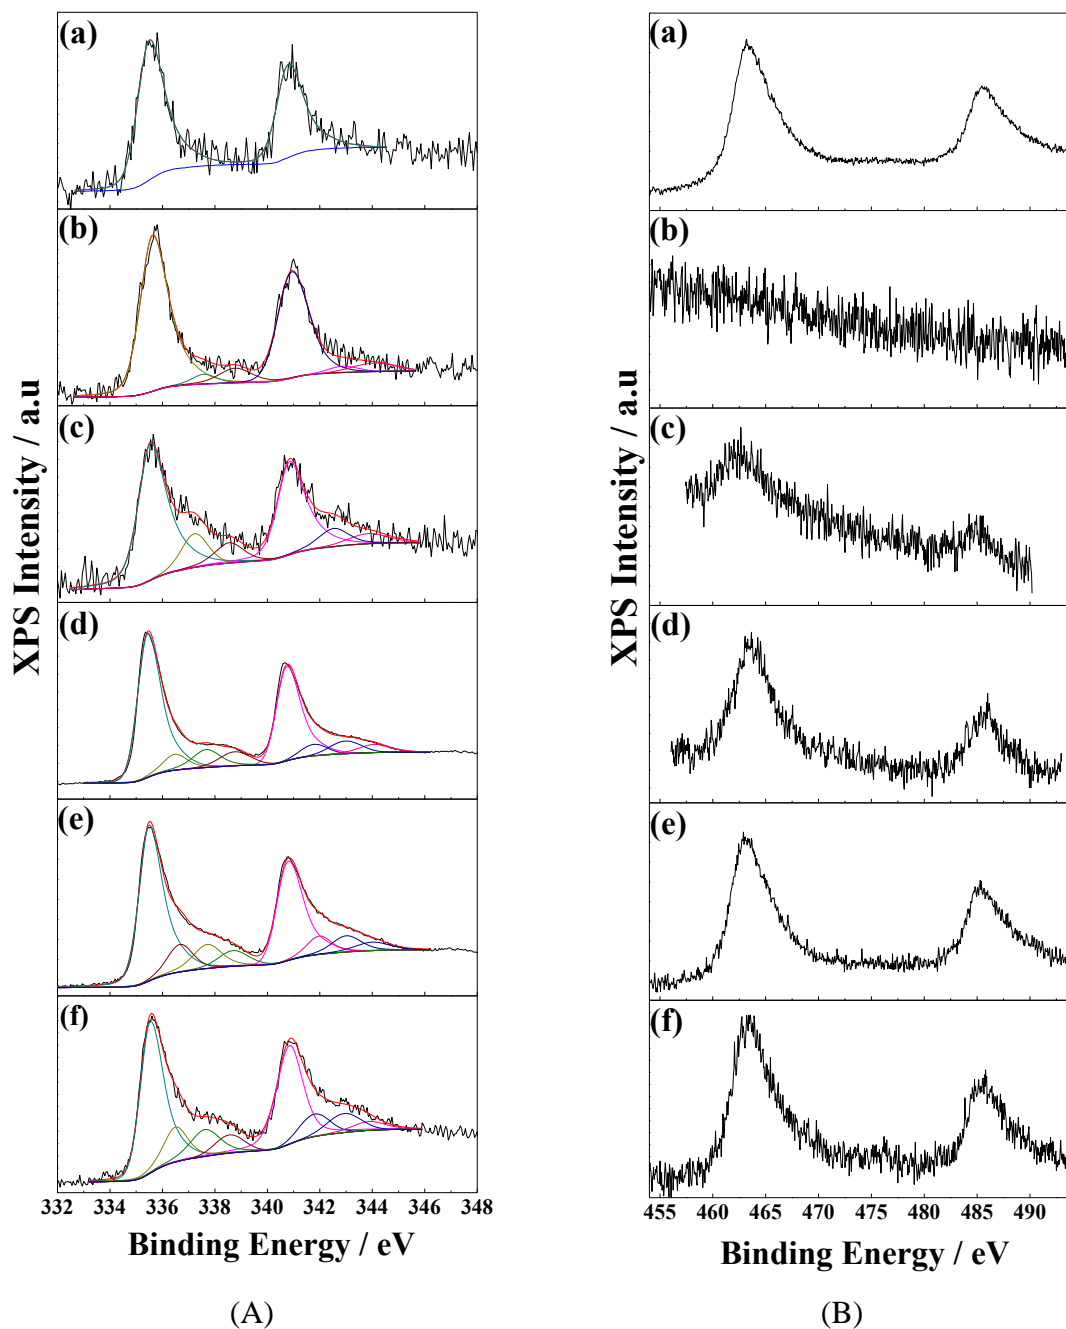 (a)
(b)
(c)
(d)
(e)
(f)
XPS Intensity / a.u
332 334 336 338 340 342 344 346 348
Binding Energy / eV
(A)
(a)
(b)
(c)
(d)
(e)
(f)
XPS Intensity / a.u
455 460 465 470 475 480 485 490
Binding Energy / eV
(B)